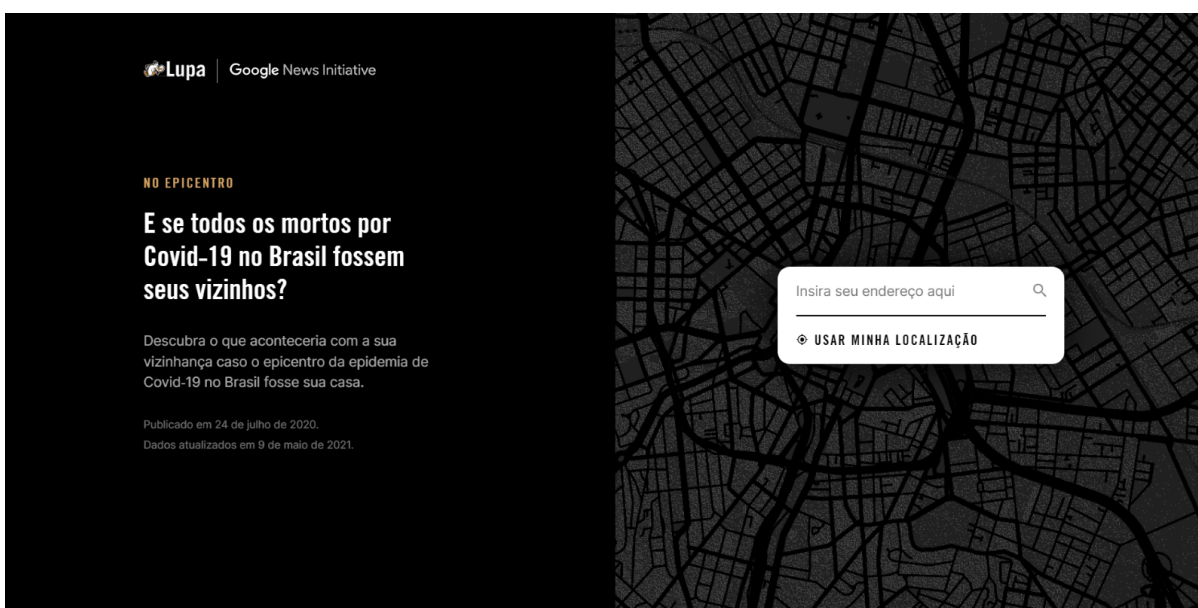 Lupa
Google News Initiative
NO EPICENTRO
E se todos os mortos por
Covid-19 no Brasil fossem
seus vizinhos?
Descubra o que aconteceria com a sua
vizinhança caso o epicentro da epidemia de
Covid-19 no Brasil fosse sua casa.
Publicado em 24 de julho de 2020.
Dados atualizados em 9 de maio de 2021.
Insira seu endereço aqui
USAR MINHA LOCALIZAÇÃO